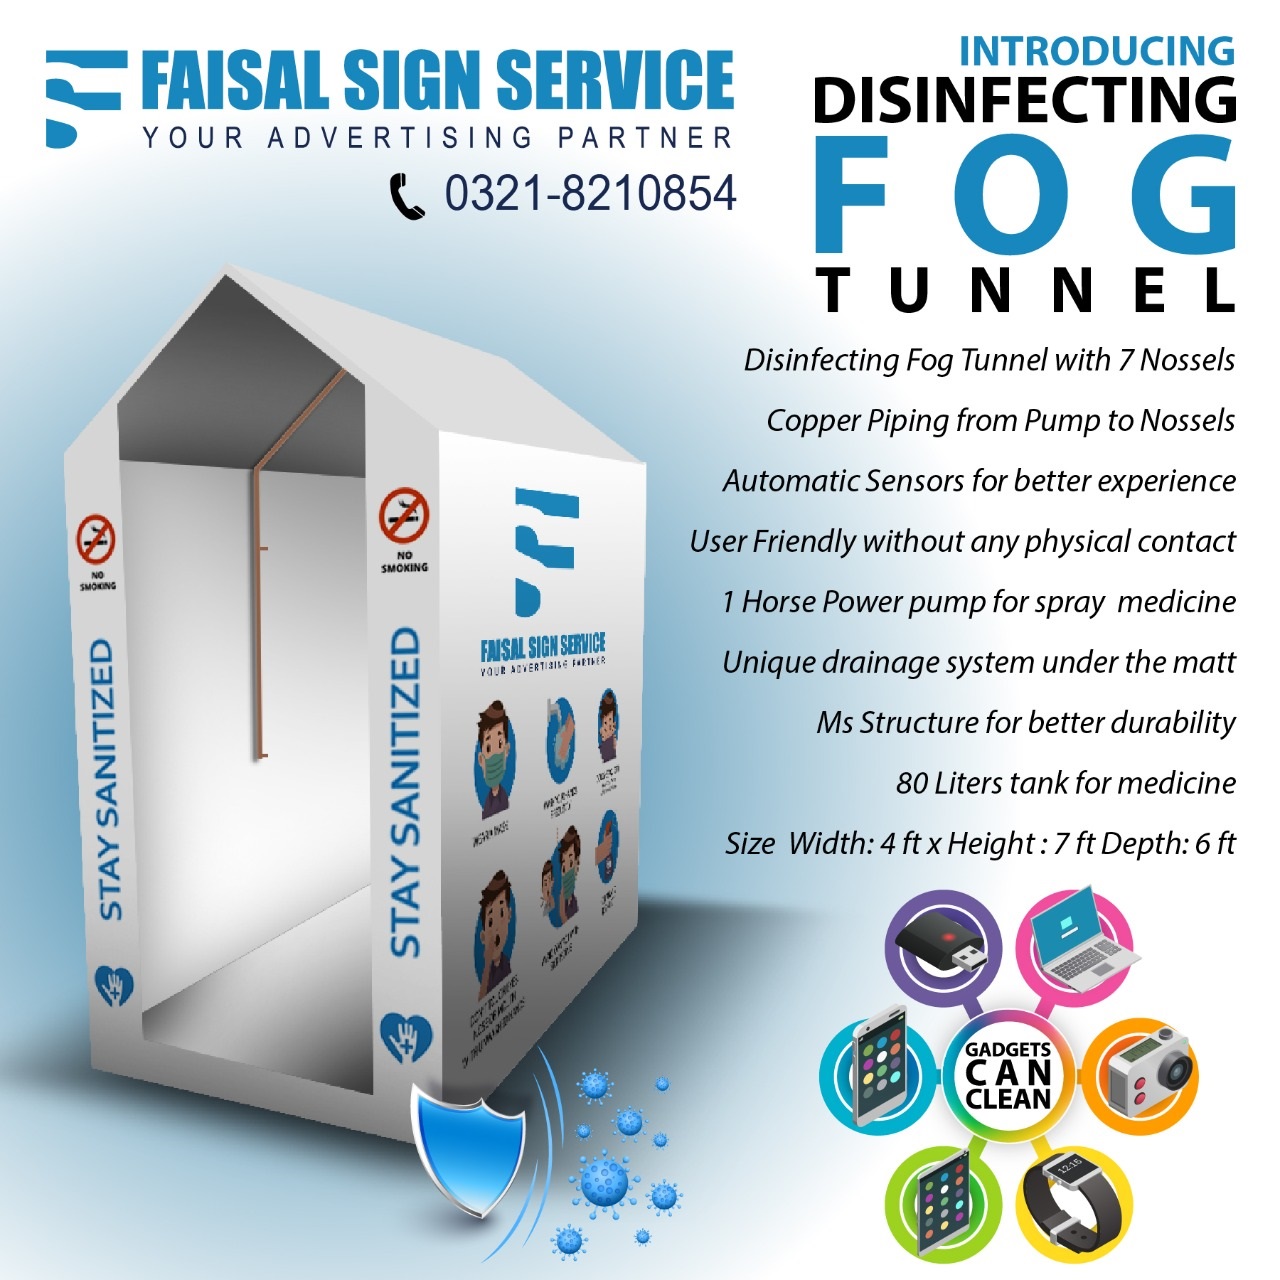 FAISAL SIGN SERVICE
YOUR ADVERTISING PARTNER
0321-8210854
INTRODUCING
DISINFECTING
FOG
TUNNEL
Disinfecting Fog Tunnel with 7 Nossels
Copper Piping from Pump to Nossels
Automatic Sensors for better experience
User Friendly without any physical contact
1 Horse Power pump for spray medicine
Unique drainage system under the matt
Ms Structure for better durability
80 Liters tank for medicine
Size Width: 4 ft x Height : 7 ft Depth: 6 ft
NO
SMOKING
STAY SANITIZED
NO
SMOKING
STAY SANITIZED
FAISAL SIGN SERVICE
YOUR ADVERTISING PARTNER
GADGETS
CAN
CLEAN
12:16